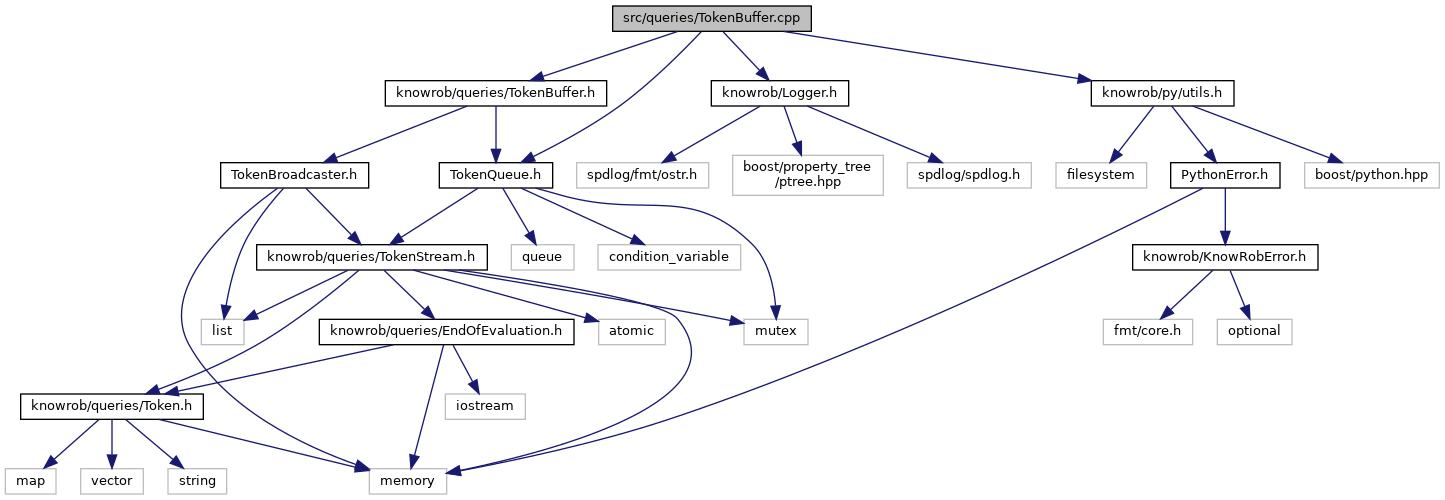 src/queries/TokenBuffer.cpp
knowrob/queries/TokenBuffer.h
knowrob/Logger.h
knowrob/py/utils.h
TokenBroadcaster.h
TokenQueue.h
spdlog/fmt/ostr.h
boost/property_tree
/ptree.hpp
spdlog/spdlog.h
filesystem
PythonError.h
boost/python.hpp
knowrob/queries/TokenStream.h
queue
condition_variable
knowrob/KnowRobError.h
list
knowrob/queries/EndOfEvaluation.h
atomic
mutex
fmt/core.h
optional
knowrob/queries/Token.h
iostream
map
vector
string
memory